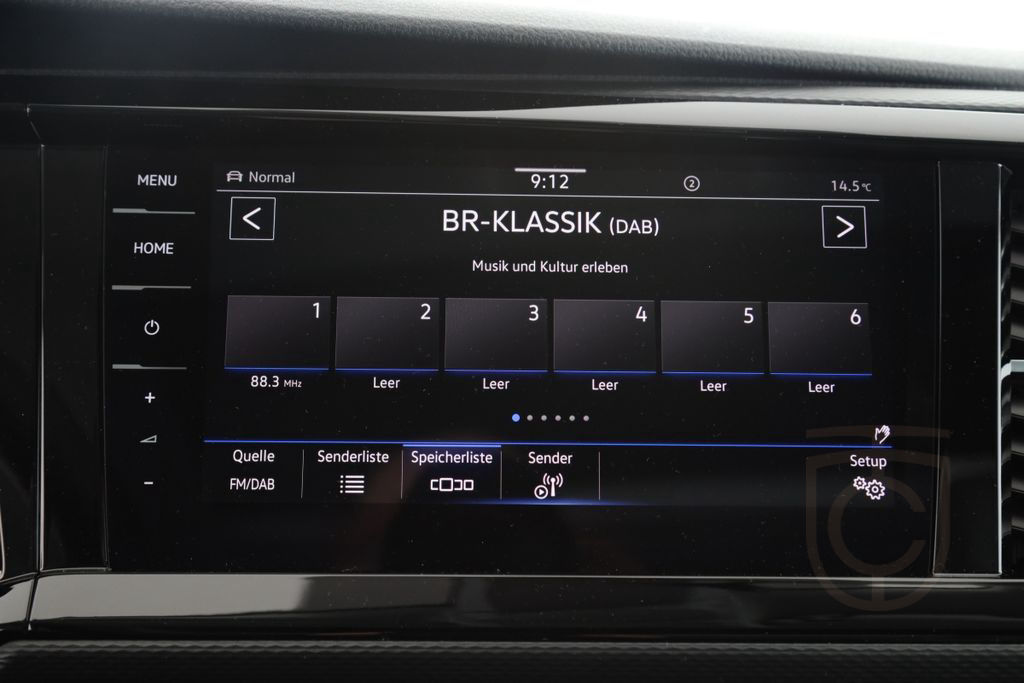 MENU
HOME
Normal
9:12
2
14.5°C
<
BR-KLASSIK (DAB)
>
Musik und Kultur erleben
1 2 3 4 5 6
88.3 MHz Leer Leer Leer Leer Leer
+
-
Quelle Senderliste Speicherliste Sender Setup
FM/DAB